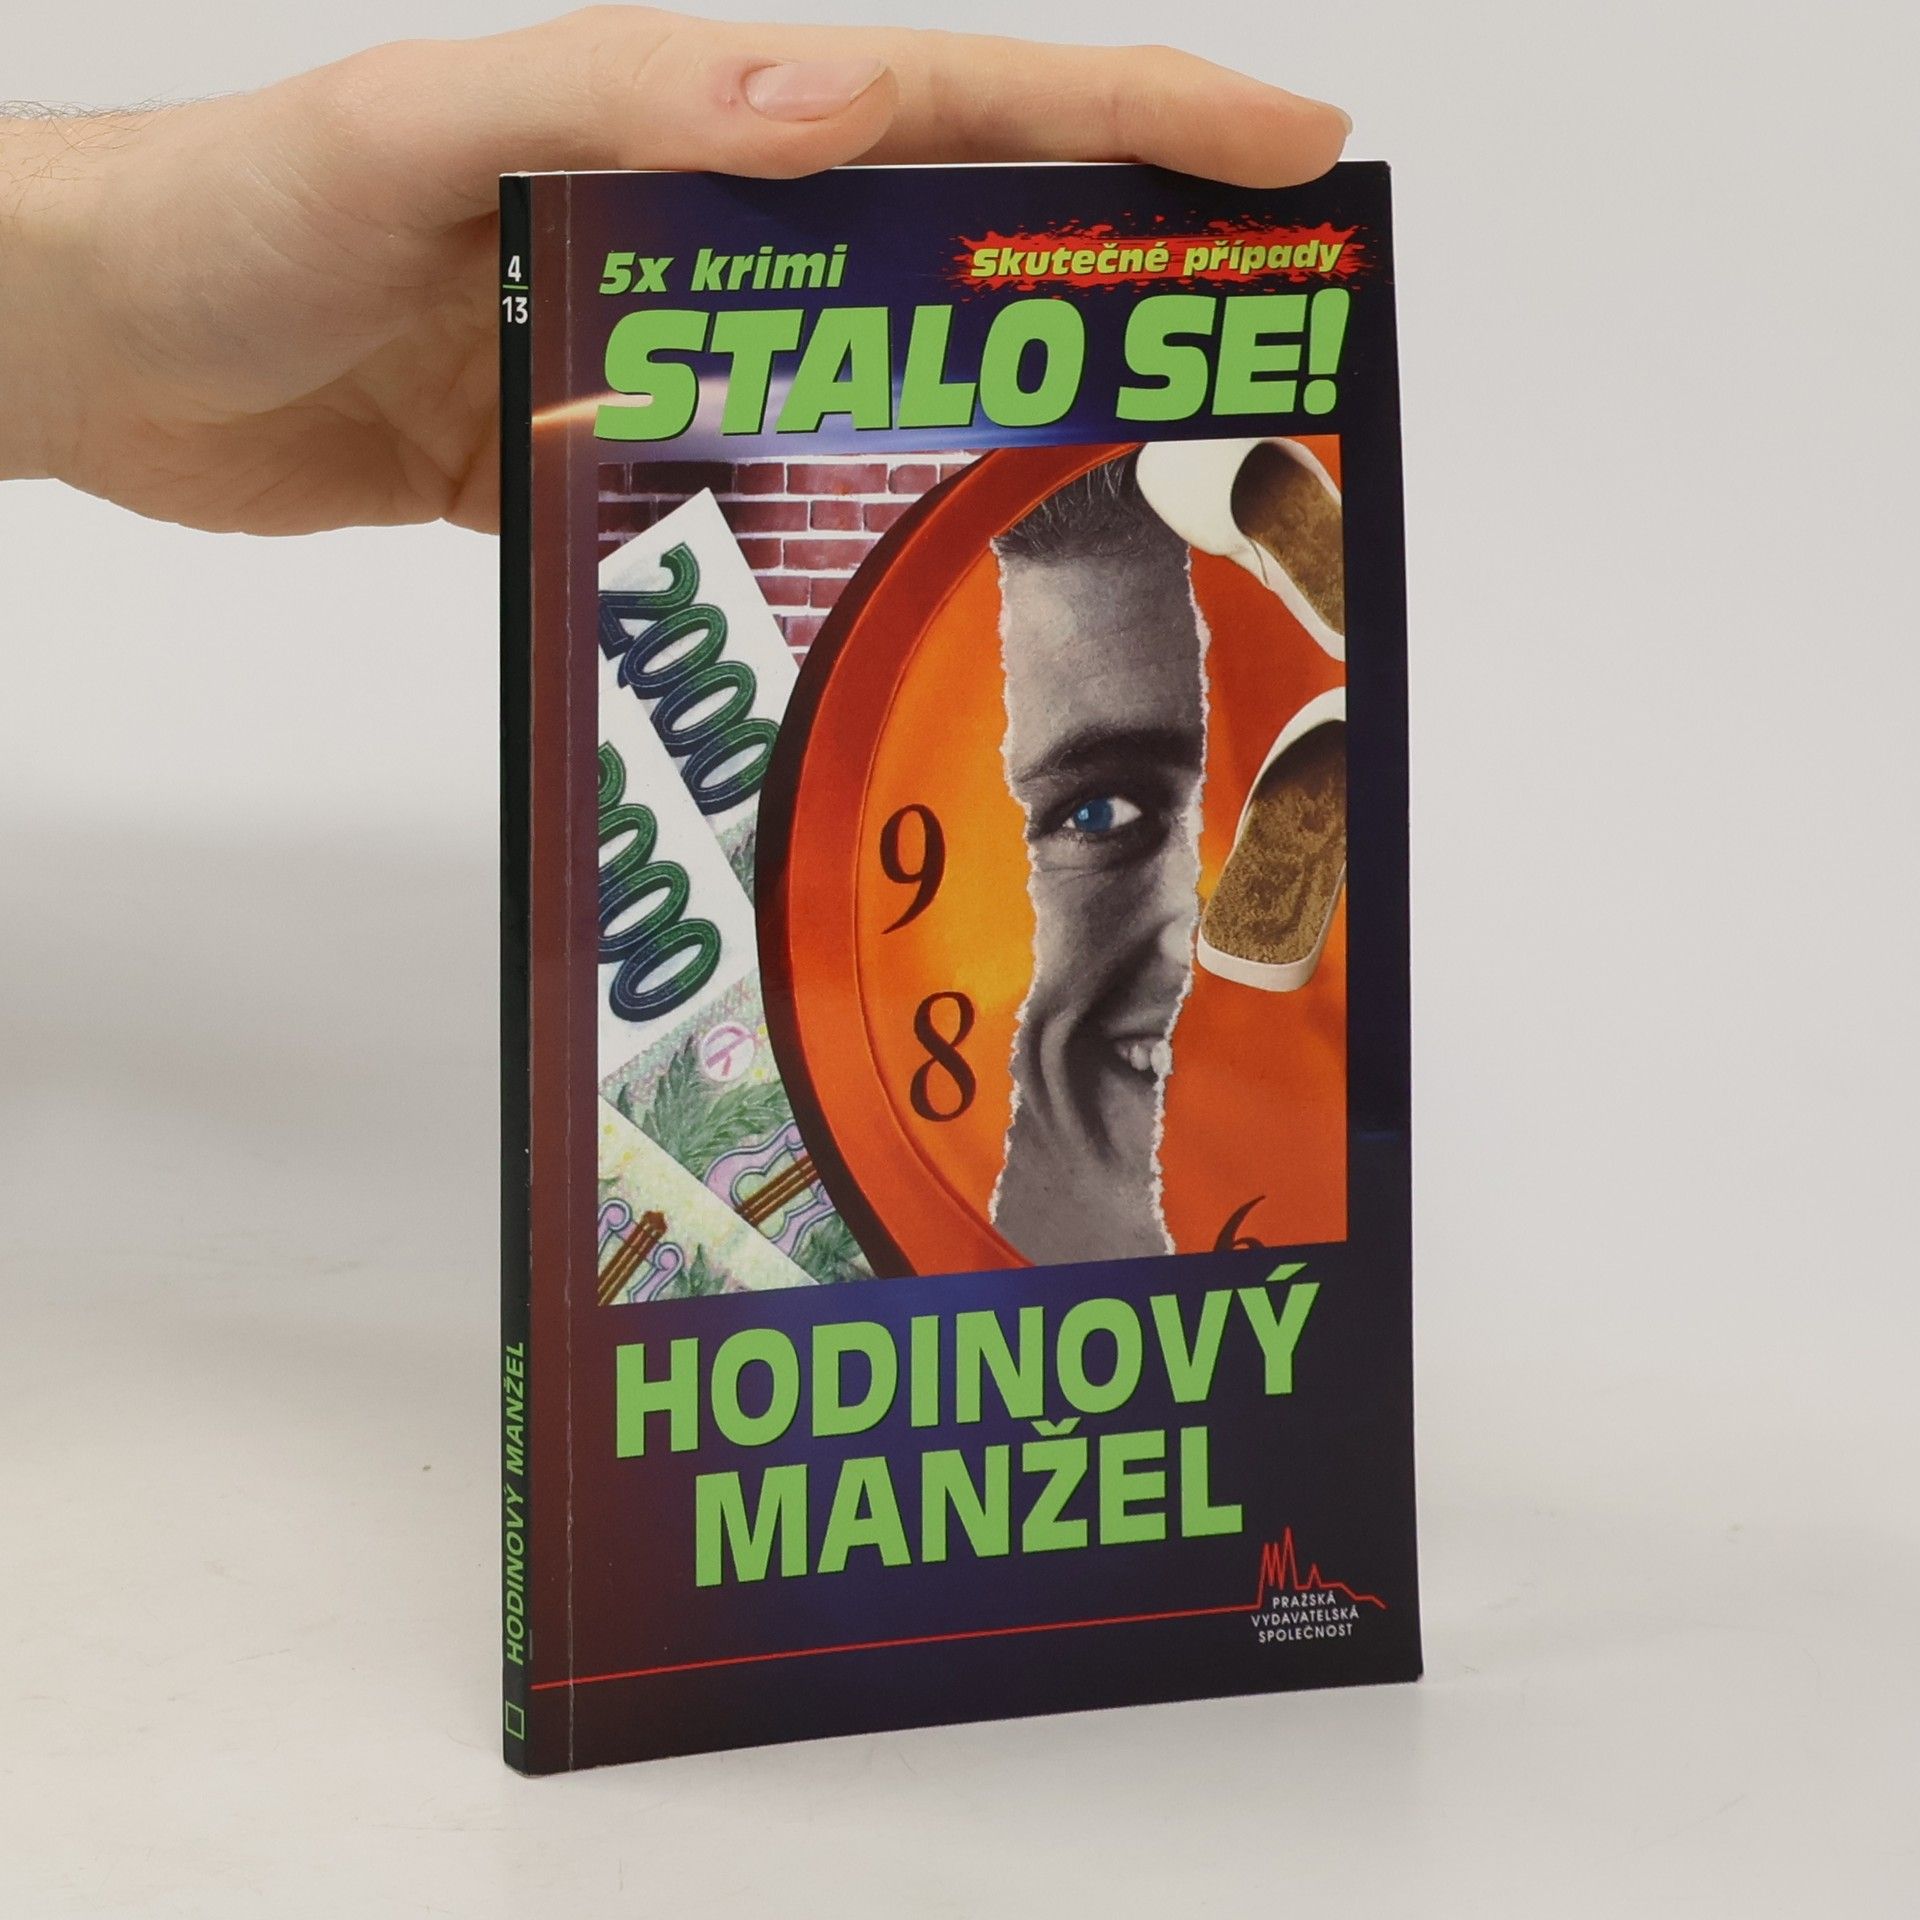 4
13
HODINOVÝ MANŽEL
5x krimi
Skutečné případy
STALO SE!
2000
2000
9
8
6
HODINOVÝ
MANŽEL
PRAŽSKÁ
VYDAVATELSKÁ
SPOLEČNOST